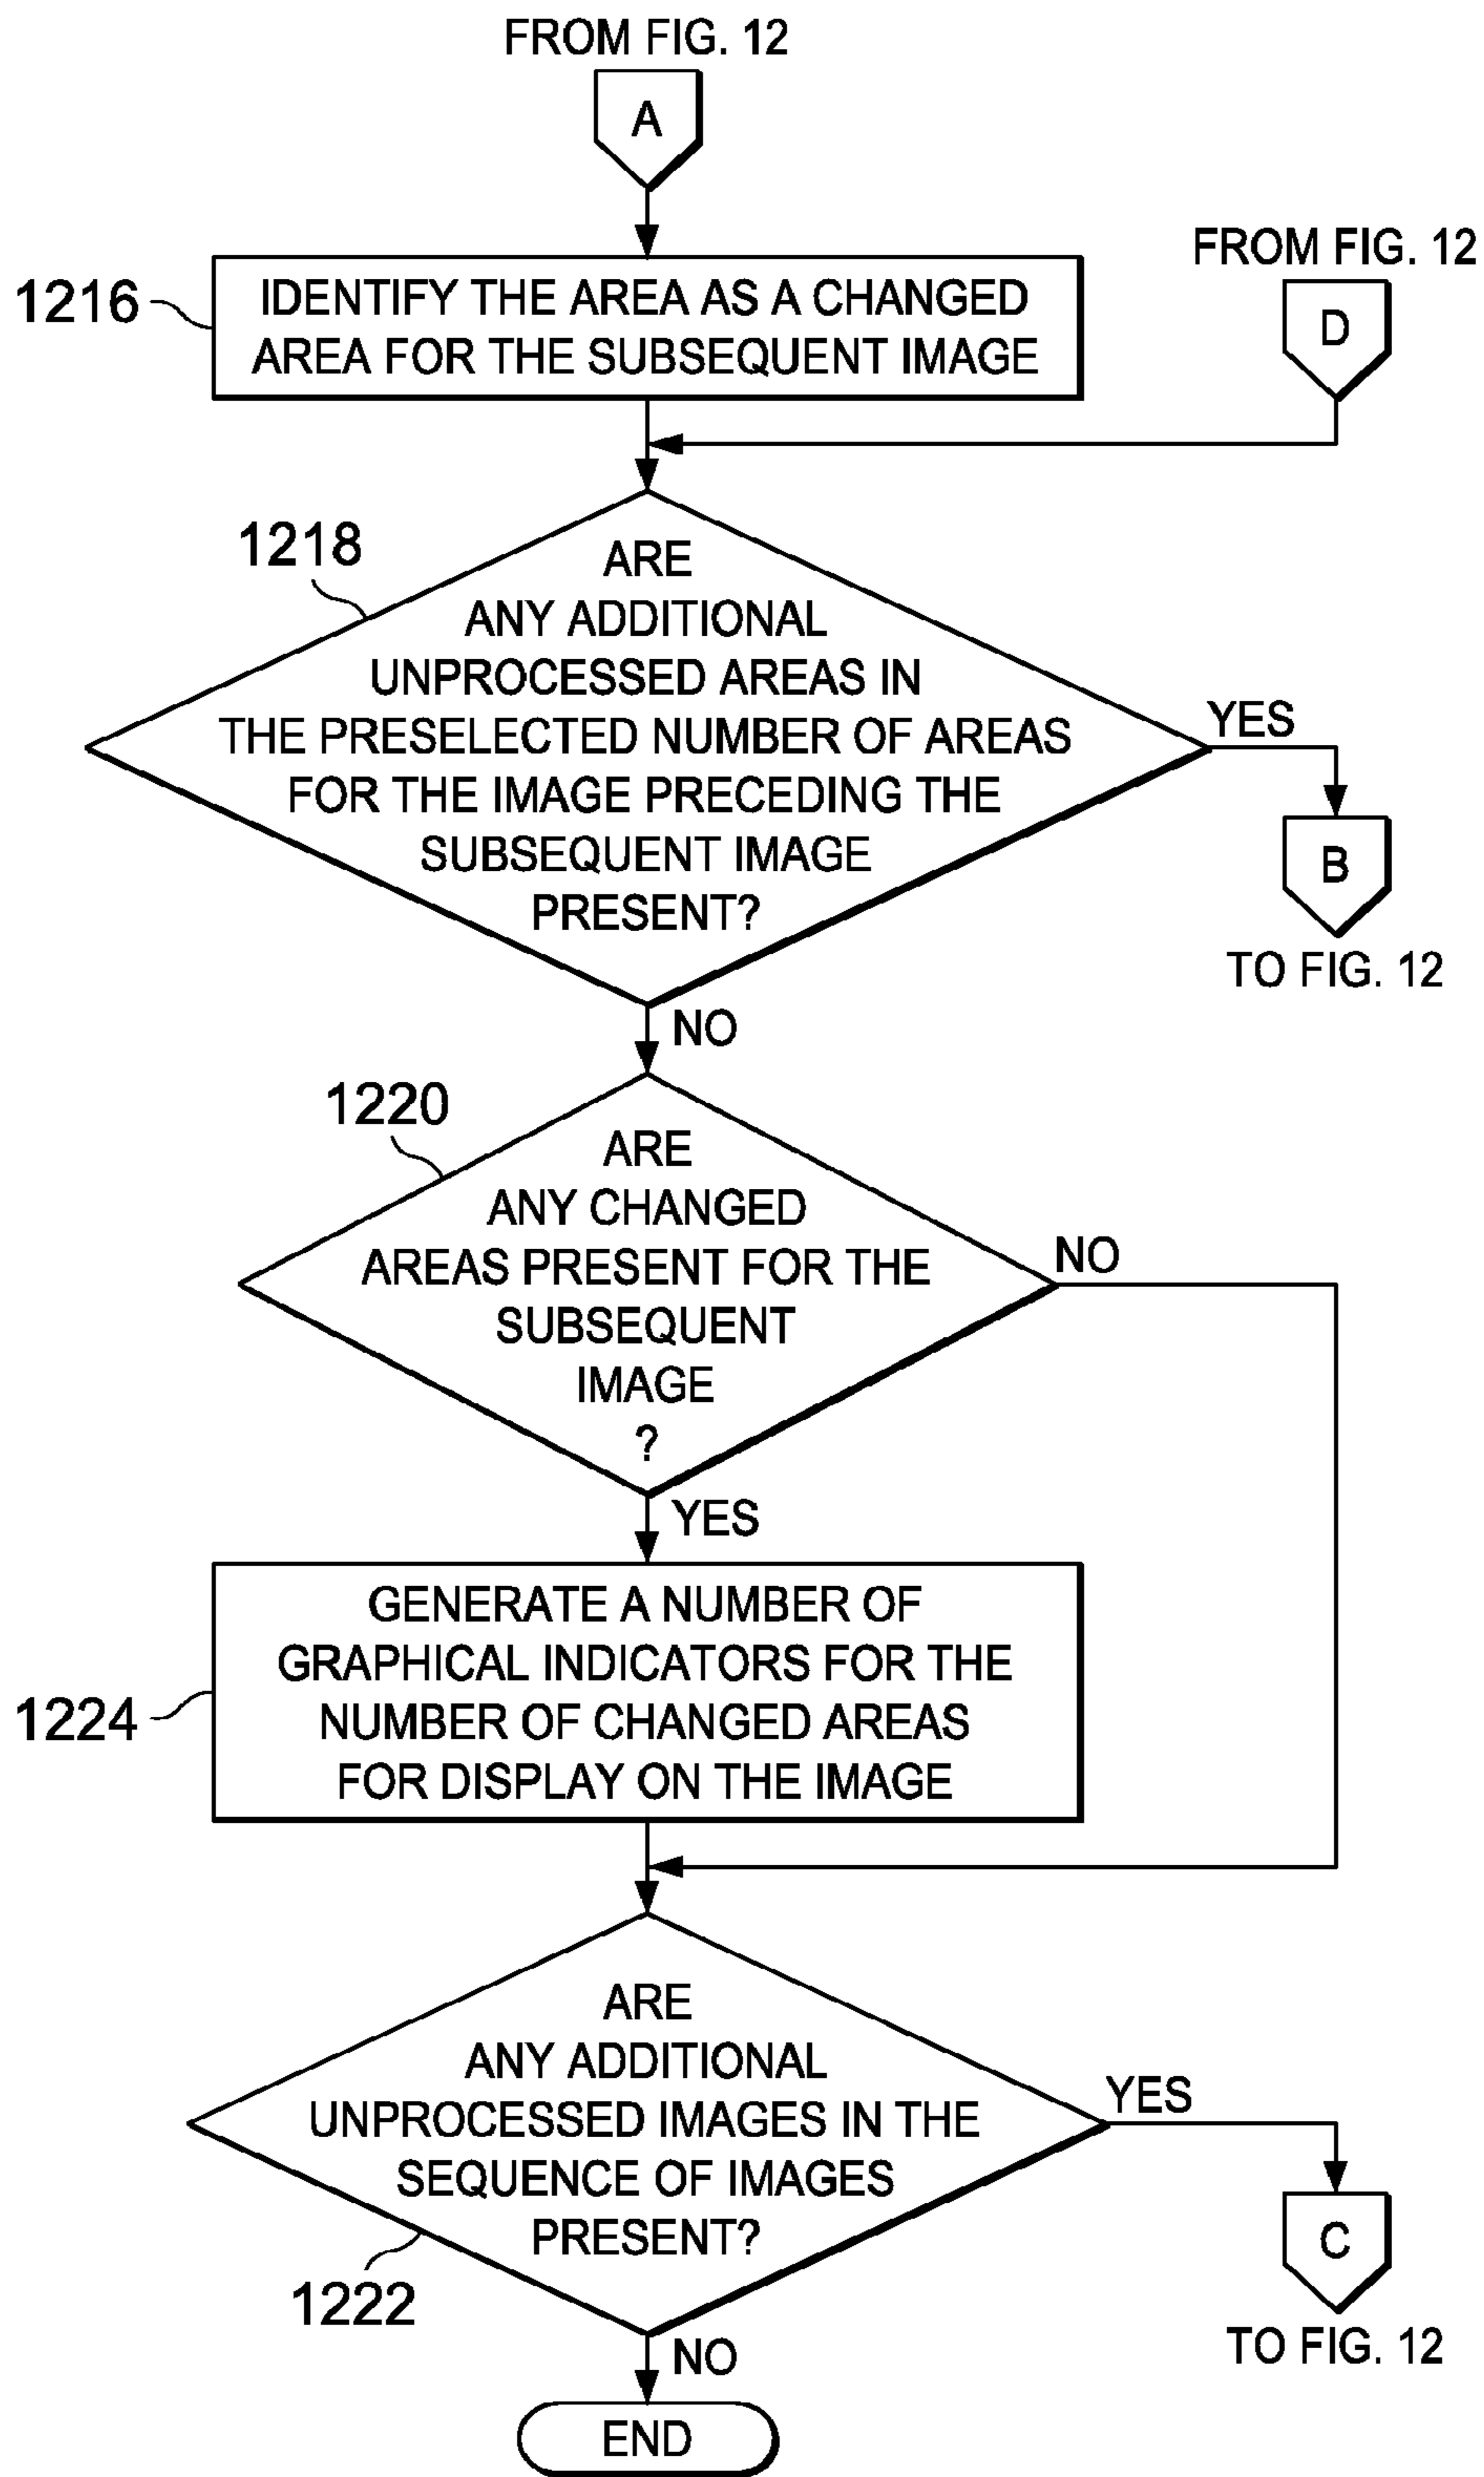 FROM FIG. 12
A
FROM FIG. 12
D
1216
IDENTIFY THE AREA AS A CHANGED
AREA FOR THE SUBSEQUENT IMAGE
1218
ARE
ANY ADDITIONAL
UNPROCESSED AREAS IN
THE PRESELECTED NUMBER OF AREAS
FOR THE IMAGE PRECEDING THE
SUBSEQUENT IMAGE
PRESENT?
YES
B
TO FIG. 12
NO
1220
ARE
ANY CHANGED
AREAS PRESENT FOR THE
SUBSEQUENT
IMAGE
?
NO
YES
1224
GENERATE A NUMBER OF
GRAPHICAL INDICATORS FOR THE
NUMBER OF CHANGED AREAS
FOR DISPLAY ON THE IMAGE
ARE
ANY ADDITIONAL
UNPROCESSED IMAGES IN THE
SEQUENCE OF IMAGES
PRESENT?
1222
YES
C
TO FIG. 12
NO
END